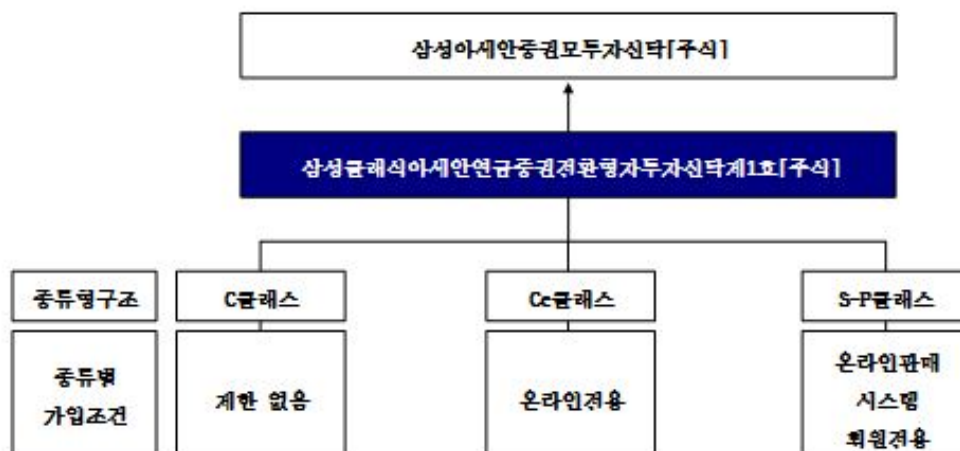 삼성아세안증권모투자신탁[주식]
삼성클래식아세안연금증권전환형자투자신탁제1호[주식]
종류형구조
C클래스
Ce클래스
S-P클래스
종류별
가입조건
제한 없음
온라인전용
온라인판매
시스템
회원전용